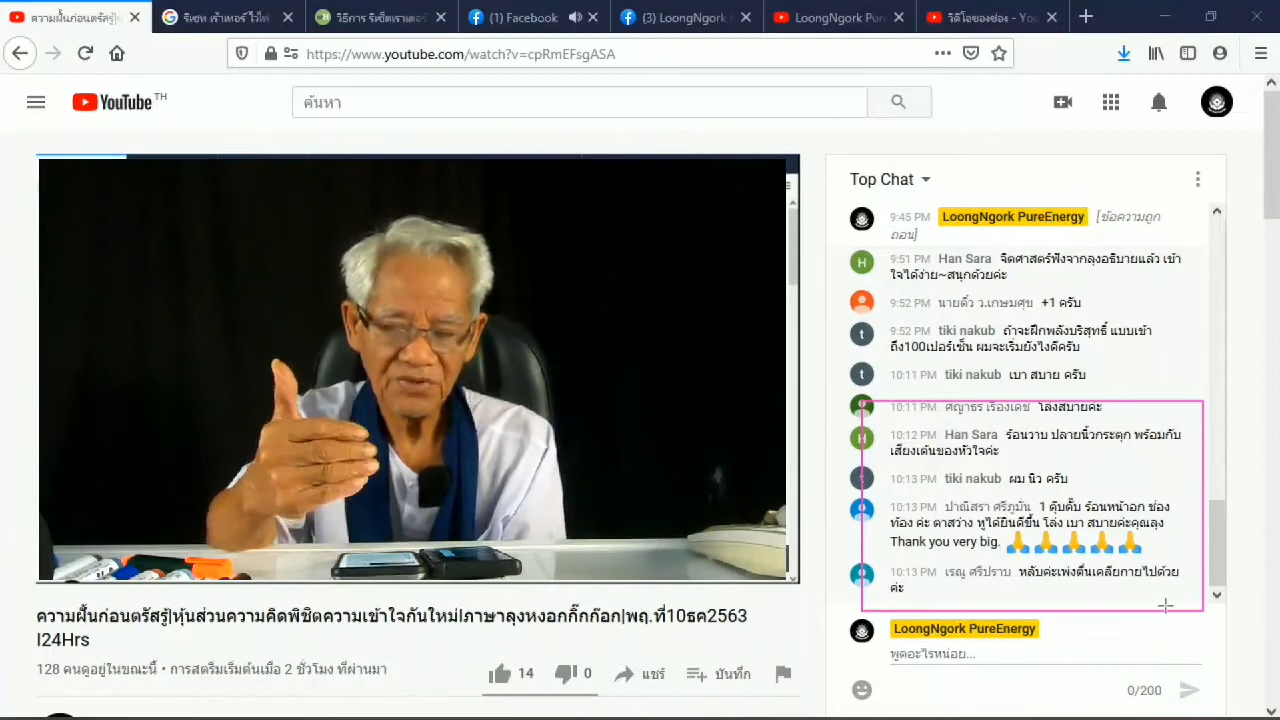 ความฝันก่อนตรัสรู้|หุ
รีเซท เร้าเทอร์ ไวไฟ
วิธีการ รีเซ็ตเราเตอร์
(1) Facebook
(3) LoongNgork
LoongNgork Pure
วิดีโอของช่อง - You
https://www.youtube.com/watch?v=cpRmEFsgASA
YouTube TH
ค้นหา
Top Chat
9:45 PM LoongNgork PureEnergy [ข้อความถูก
ถอน]
9:51 PM Han Sara จิตศาสตร์ฟังจากลุงอธิบายแล้ว เข้า
ใจได้ง่าย~สนุกด้วยค่ะ
9:52 PM นายติ๋ว ว.เกษมศุข +1 ครับ
9:52 PM tiki nakub ถ้าจะฝึกพลังบริสุทธิ์ แบบเข้า
ถึง100เปอร์เซ็น ผมจะเริ่มยังไงดีครับ
10:11 PM tiki nakub เบา สบาย ครับ
10:11 PM ศญาธร เรืองเดช โล่งสบายค่ะ
10:12 PM Han Sara ร้อนวาบ ปลายนิ้วกระตุก พร้อมกับ
เสียงเต้นของหัวใจค่ะ
10:13 PM tiki nakub ผม นิว ครับ
10:13 PM ปาณิสรา ศรีภูมั่น 1 ตุ๊บตั๊บ ร้อนหน้าอก ช่อง
ท้อง ค่ะ ตาสว่าง หูได้ยินดีขึ้น โล่ง เบา สบายค่ะคุณลุง
Thank you very big. 🙏🙏🙏🙏🙏
10:13 PM เรณู ศรีปราบ หลับค่ะเพ่งตื่นเคลียกายไปด้วย
ค่ะ
LoongNgork PureEnergy
พูดอะไรหน่อย...
0/200
ความฝันก่อนตรัสรู้|หุ้นส่วนความคิดพิชิตความเข้าใจกันใหม่|ภาษาลุงหงอกกิ๊กก๊อก|พฤ.ที่10ธค2563
|24Hrs
128 คนดูอยู่ในขณะนี้ • การสตรีมเริ่มต้นเมื่อ 2 ชั่วโมง ที่ผ่านมา
14
0
แชร์
บันทึก